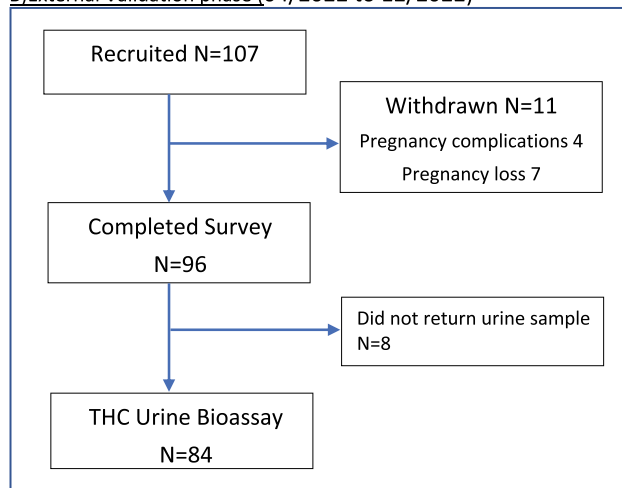 Recruited N=107
Withdrawn N=11
Pregnancy complications 4
Pregnancy loss 7
Completed Survey
N=96
Did not return urine sample
N=8
THC Urine Bioassay
N=84